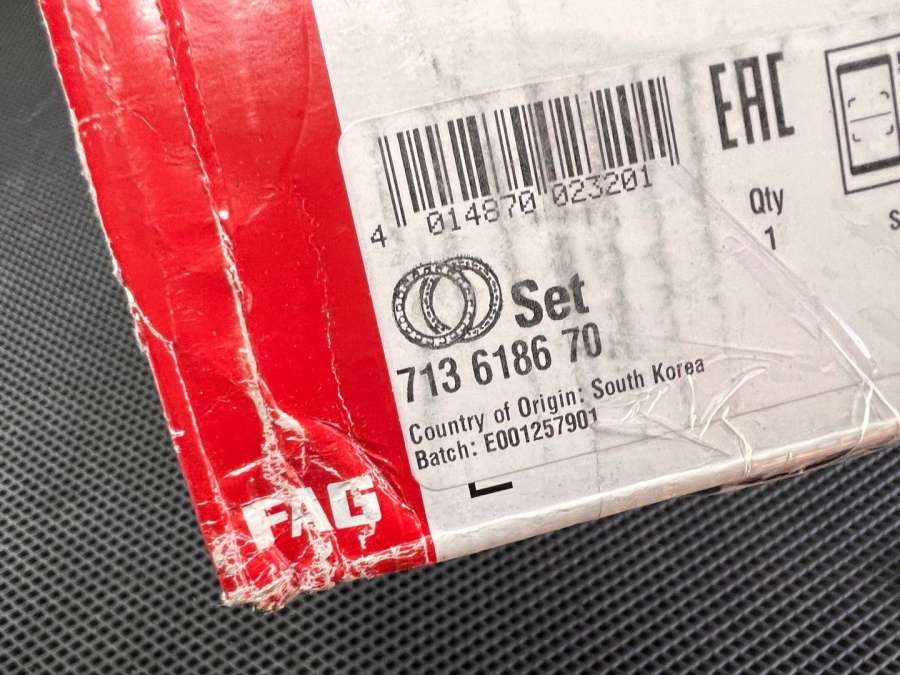 EAC
4 014870 023201
Qty
1
Set
713 6186 70
Country of Origin: South Korea
Batch: E001257901
FAG